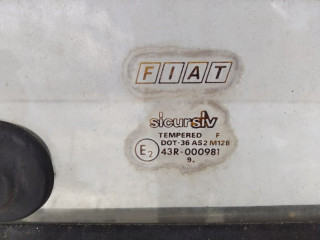 FIAT
sicursiv
TEMPERED F
DOT-36 AS2 M128
E2 43R-000981
9.